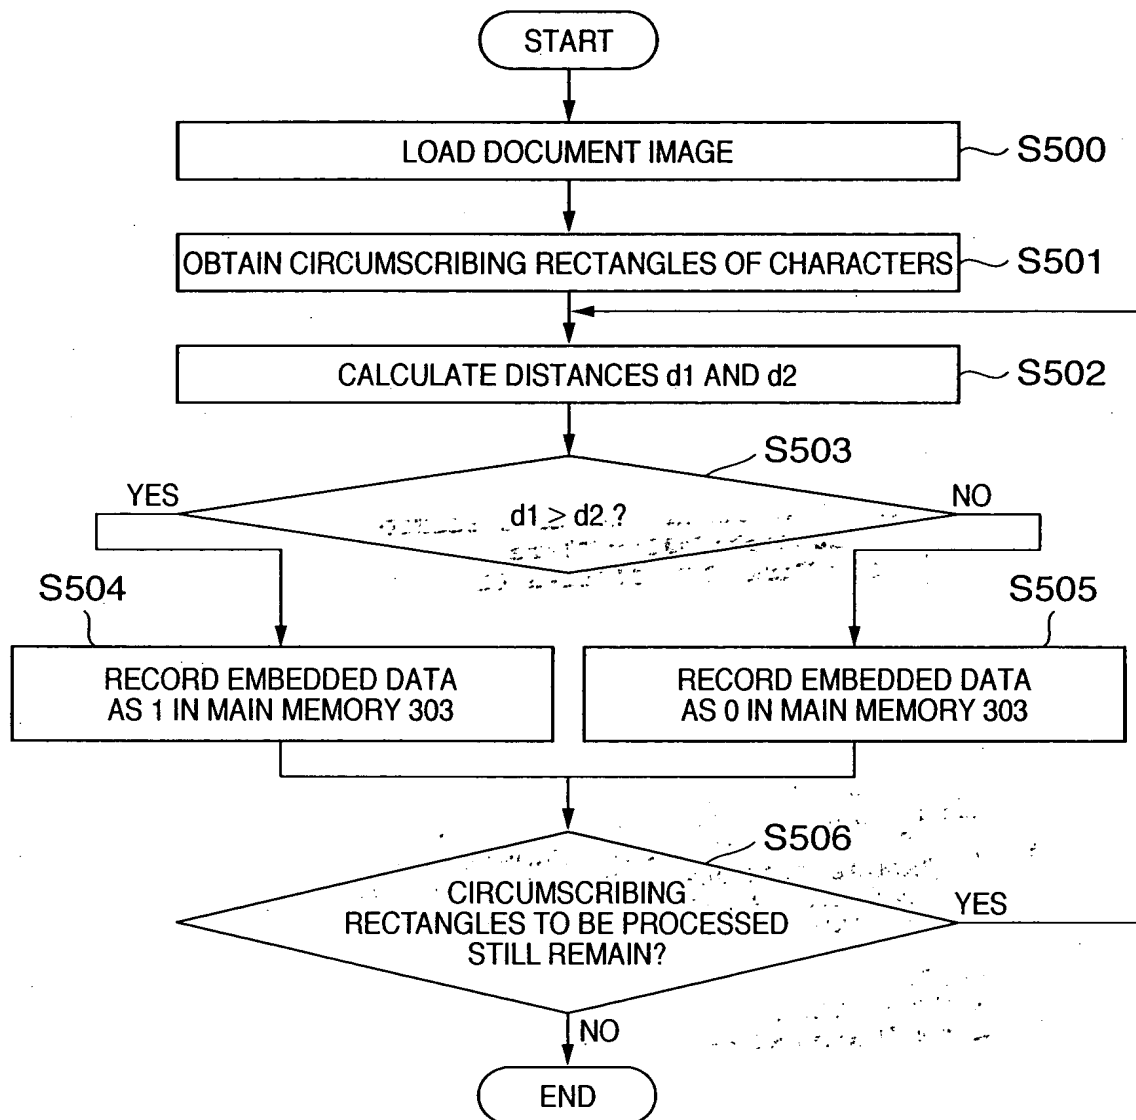 START
LOAD DOCUMENT IMAGE
S500
OBTAIN CIRCUMSCRIBING RECTANGLES OF CHARACTERS
S501
CALCULATE DISTANCES d1 AND d2
S502
S503
YES
NO
d1 > d2 ?
S504
S505
RECORD EMBEDDED DATA
AS 1 IN MAIN MEMORY 303
RECORD EMBEDDED DATA
AS 0 IN MAIN MEMORY 303
S506
CIRCUMSCRIBING
RECTANGLES TO BE PROCESSED
STILL REMAIN?
YES
NO
END